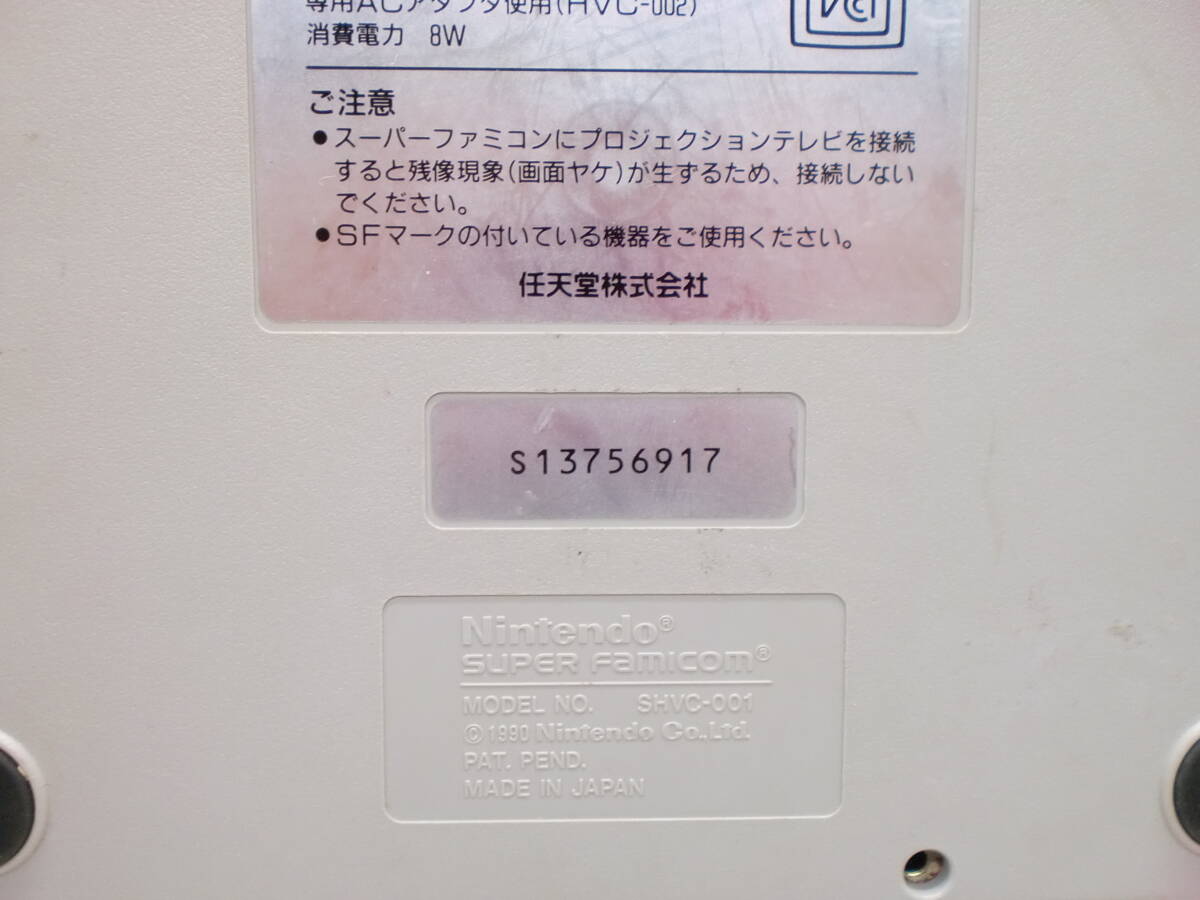 専用ACアダプタ使用(HVC-002)
消費電力 8W
VCCI
ご注意
●スーパーファミコンにプロジェクションテレビを接続
すると残像現象(画面ヤケ)が生ずるため、接続しない
でください。
●SFマークの付いている機器をご使用ください。
任天堂株式会社
S13756917
Nintendo®
SUPER Famicom®
MODEL NO. SHVC-001
©1990 Nintendo Co.,Ltd.
PAT. PEND.
MADE IN JAPAN